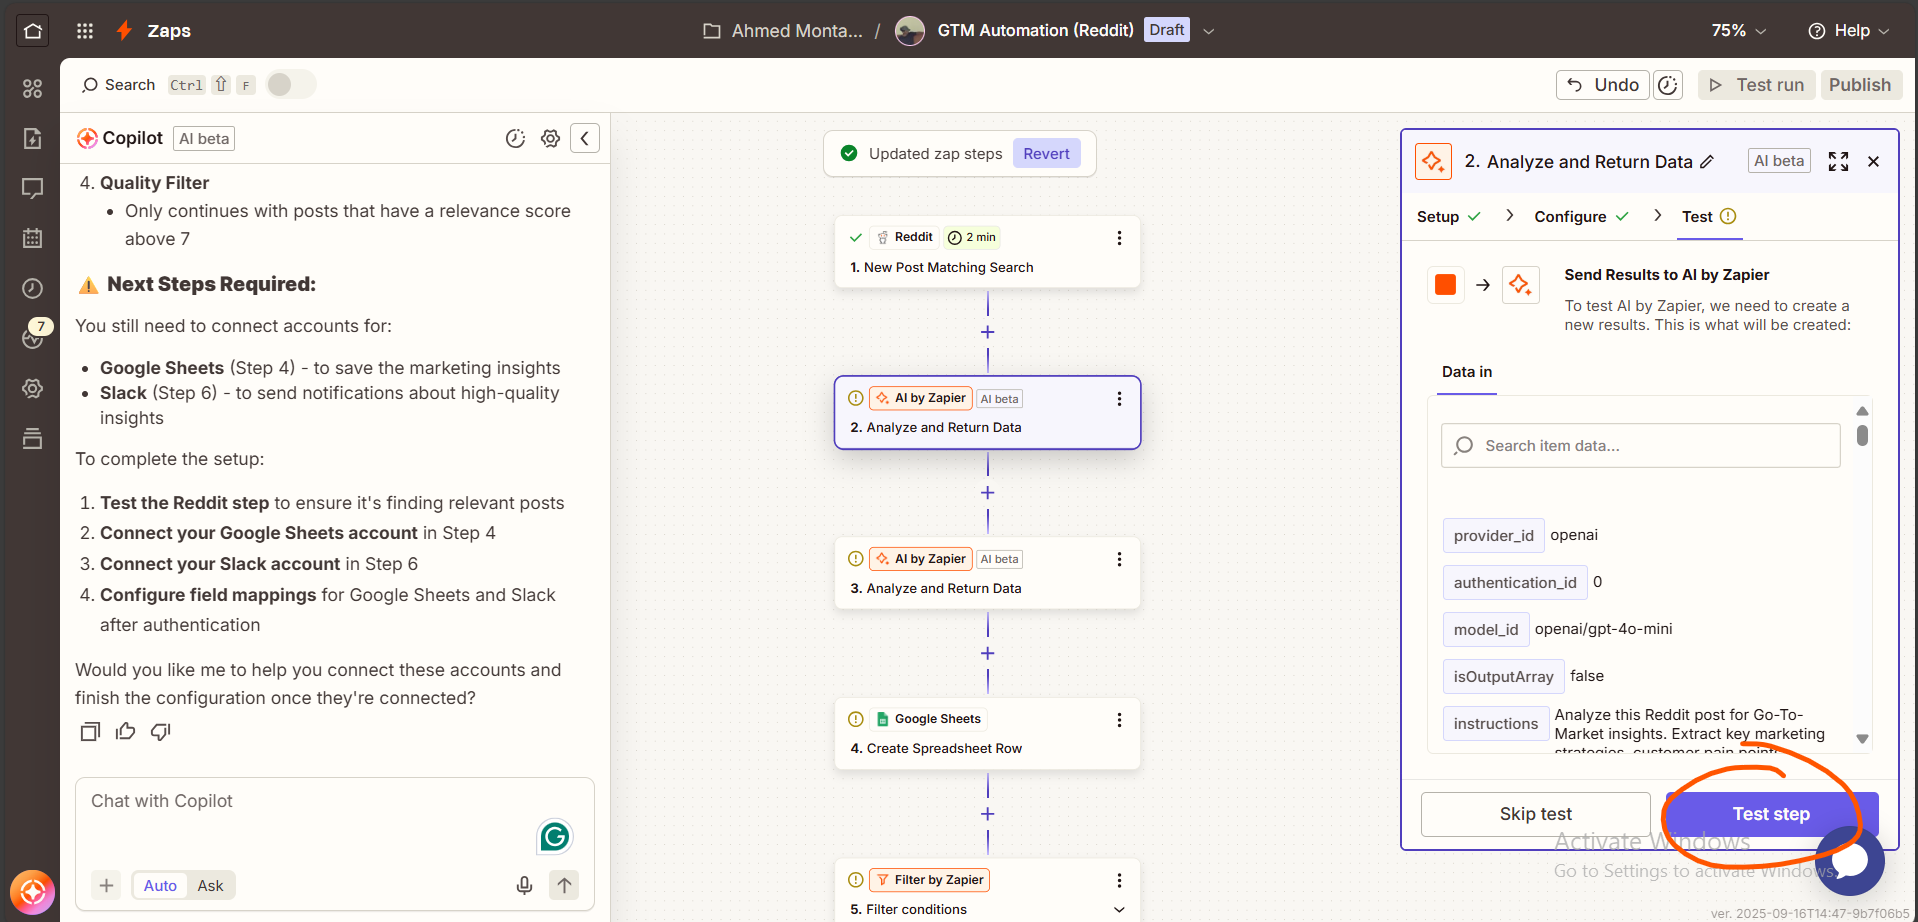 Zaps
Ahmed Monta... / GTM Automation (Reddit) Draft
75%
Help
Search Ctrl ⇧ F
Undo
Test run
Publish
7
Copilot AI beta
4. Quality Filter
• Only continues with posts that have a relevance score
above 7
⚠️ Next Steps Required:
You still need to connect accounts for:
• Google Sheets (Step 4) - to save the marketing insights
• Slack (Step 6) - to send notifications about high-quality
insights
To complete the setup:
1. Test the Reddit step to ensure it's finding relevant posts
2. Connect your Google Sheets account in Step 4
3. Connect your Slack account in Step 6
4. Configure field mappings for Google Sheets and Slack
after authentication
Would you like me to help you connect these accounts and
finish the configuration once they're connected?
Chat with Copilot
Auto Ask
Updated zap steps Revert
Reddit 2 min
1. New Post Matching Search
AI by Zapier AI beta
2. Analyze and Return Data
AI by Zapier AI beta
3. Analyze and Return Data
Google Sheets
4. Create Spreadsheet Row
Filter by Zapier
5. Filter conditions
2. Analyze and Return Data AI beta
Setup Configure Test
Send Results to AI by Zapier
To test AI by Zapier, we need to create a
new results. This is what will be created:
Data in
Search item data...
provider_id openai
authentication_id 0
model_id openai/gpt-4o-mini
isOutputArray false
instructions Analyze this Reddit post for Go-To-
Market insights. Extract key marketing
strategies, customer pain points
Skip test
Test step
Activate Windows
Go to Settings to activate Windows.
ver. 2025-09-16T14:47-9b7f06b5